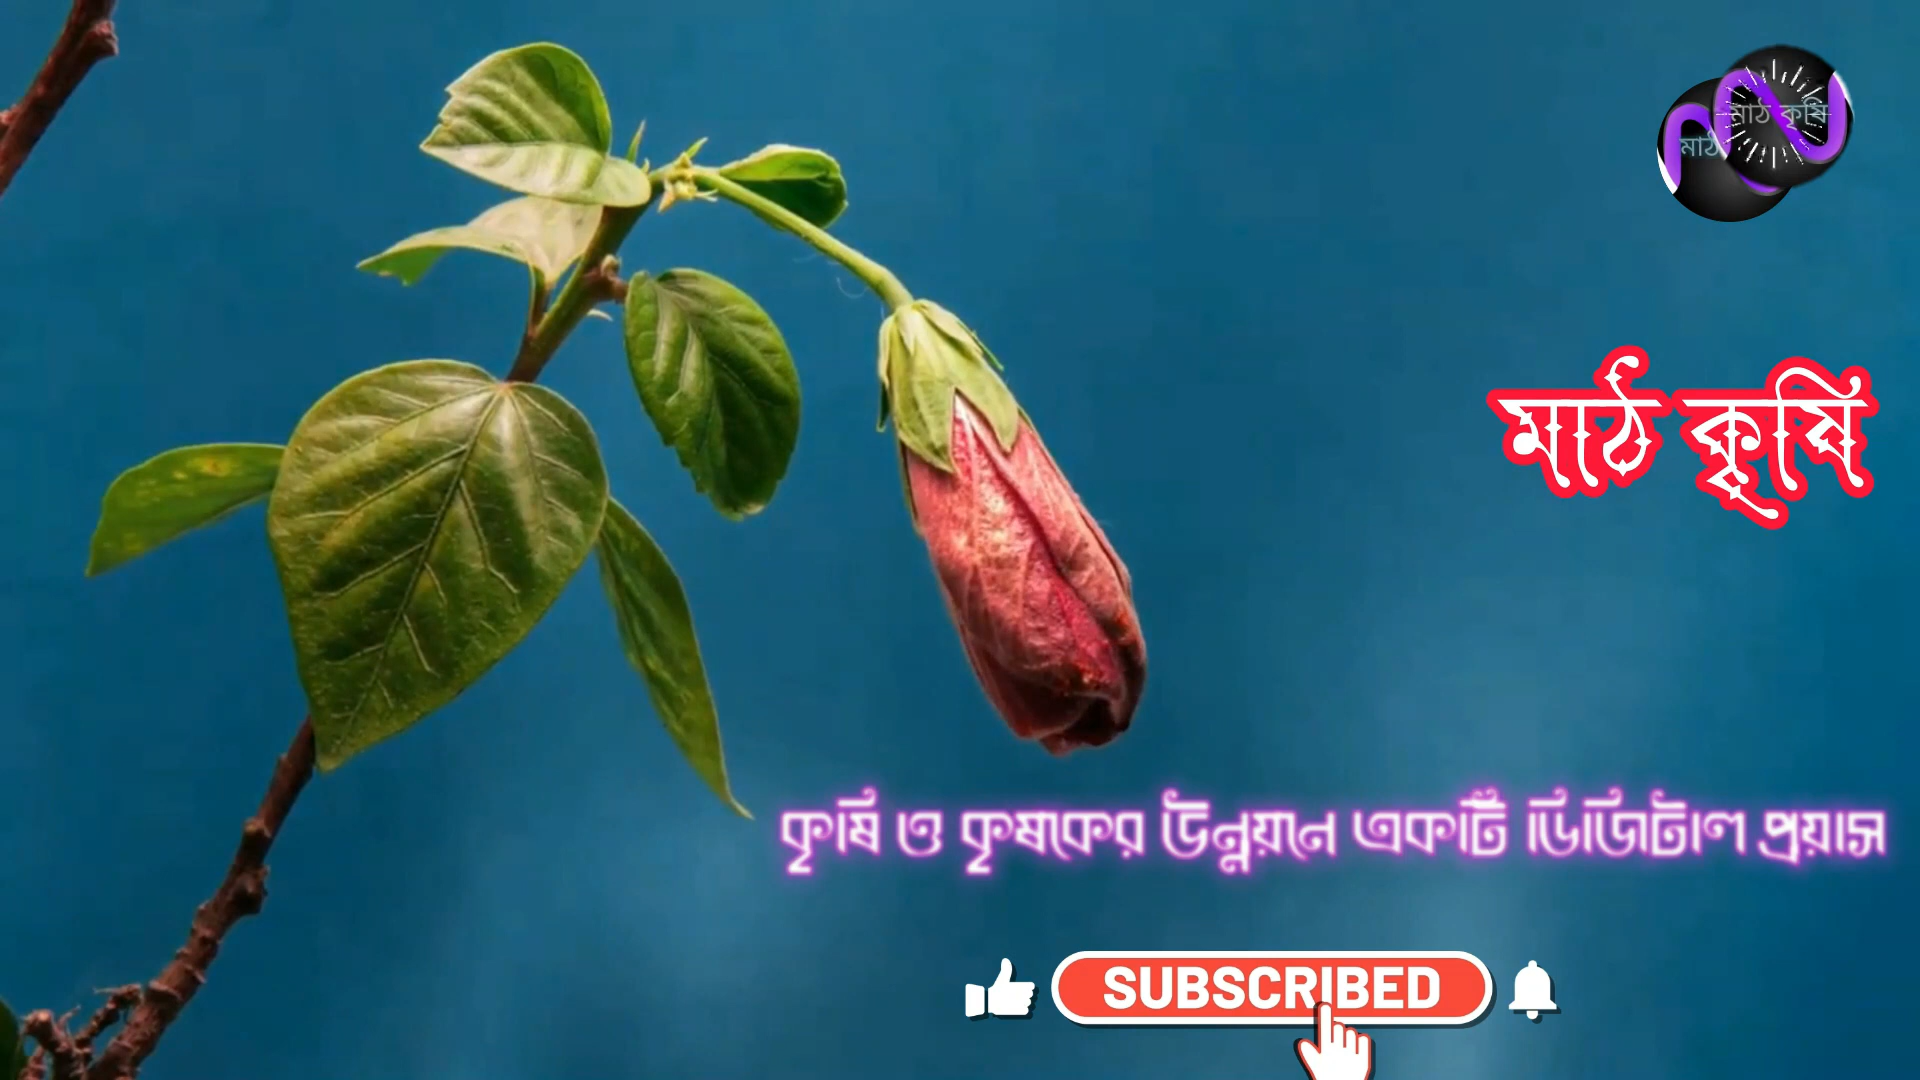 মাঠ কৃষি
মাঠ
মাঠ কৃষি
কৃষি ও কৃষকের উন্নয়নে একটি ডিজিটাল প্রয়াস
SUBSCRIBED